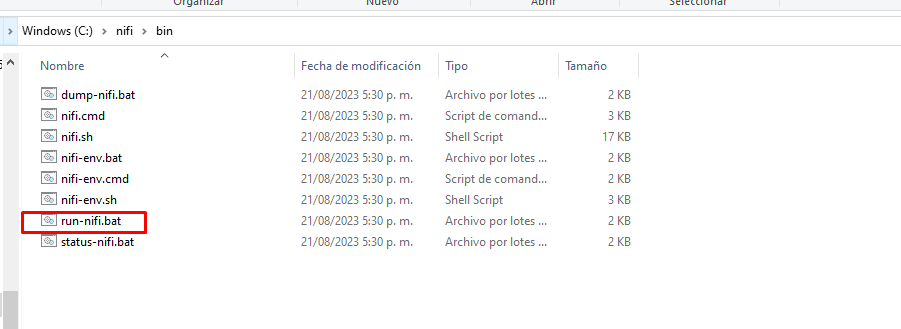 Organizar Nuevo Abrir Seleccionar
Windows (C:) > nifi > bin
Nombre Fecha de modificación Tipo Tamaño
dump-nifi.bat 21/08/2023 5:30 p. m. Archivo por lotes ... 2 KB
nifi.cmd 21/08/2023 5:30 p. m. Script de comand... 3 KB
nifi.sh 21/08/2023 5:30 p. m. Shell Script 17 KB
nifi-env.bat 21/08/2023 5:30 p. m. Archivo por lotes ... 2 KB
nifi-env.cmd 21/08/2023 5:30 p. m. Script de comand... 2 KB
nifi-env.sh 21/08/2023 5:30 p. m. Shell Script 3 KB
run-nifi.bat 21/08/2023 5:30 p. m. Archivo por lotes ... 2 KB
status-nifi.bat 21/08/2023 5:30 p. m. Archivo por lotes ... 2 KB